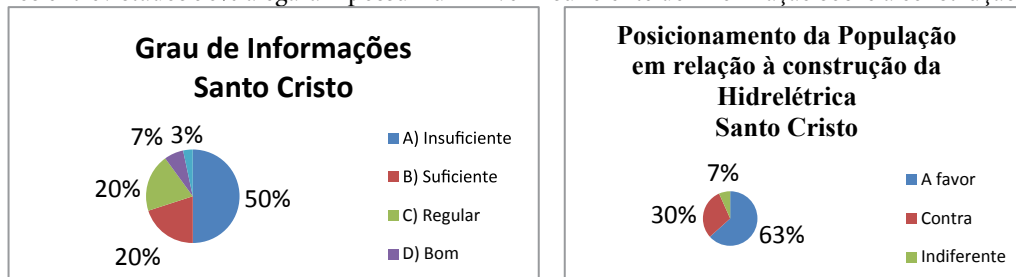 Grau de Informações
Santo Cristo
7% 3%
20%
50%
20%
A) Insuficiente
B) Suficiente
C) Regular
D) Bom
Posicionamento da População
em relação à construção da
Hidrelétrica
Santo Cristo
7%
30%
63%
A favor
Contra
Indiferente